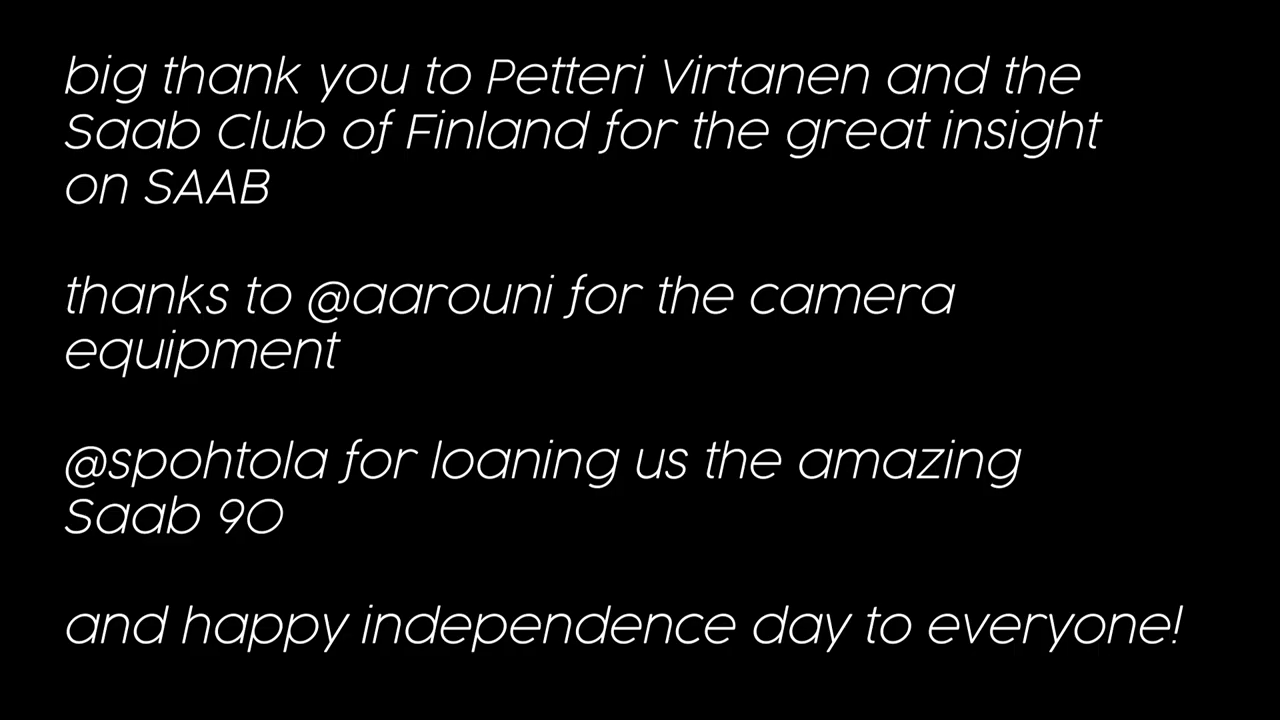 big thank you to Petteri Virtanen and the
Saab Club of Finland for the great insight
on SAAB
thanks to @aarouni for the camera
equipment
@spohtola for loaning us the amazing
Saab 90
and happy independence day to everyone!